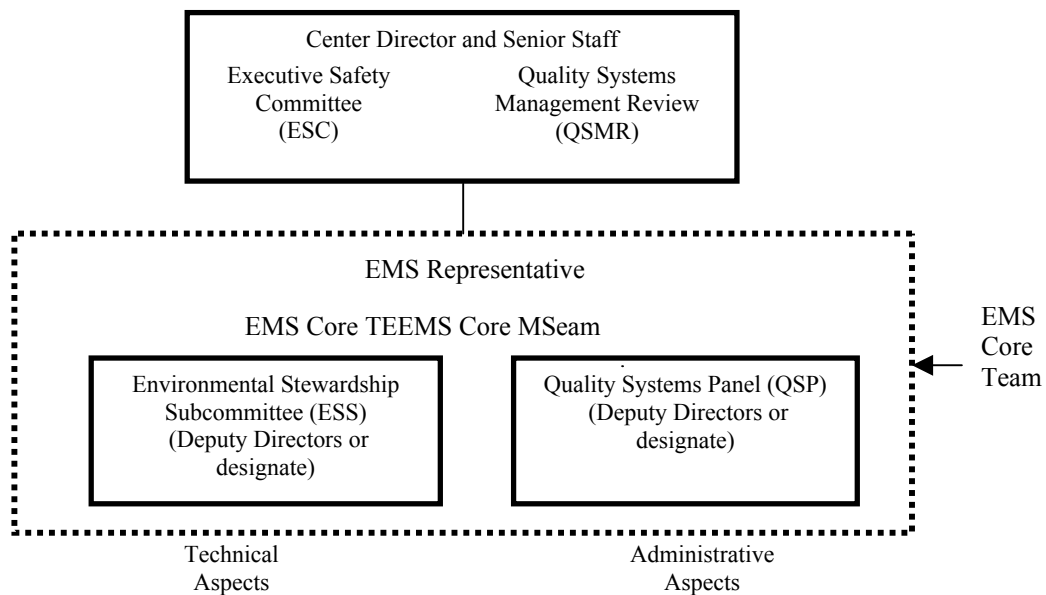 Center Director and Senior Staff
Executive Safety
Committee
(ESC)
Quality Systems
Management Review
(QSMR)
EMS Representative
EMS Core TEEMS Core MSeam
Environmental Stewardship
Subcommittee (ESS)
(Deputy Directors or
designate)
Quality Systems Panel (QSP)
(Deputy Directors or
designate)
EMS
Core
Team
Technical
Aspects
Administrative
Aspects